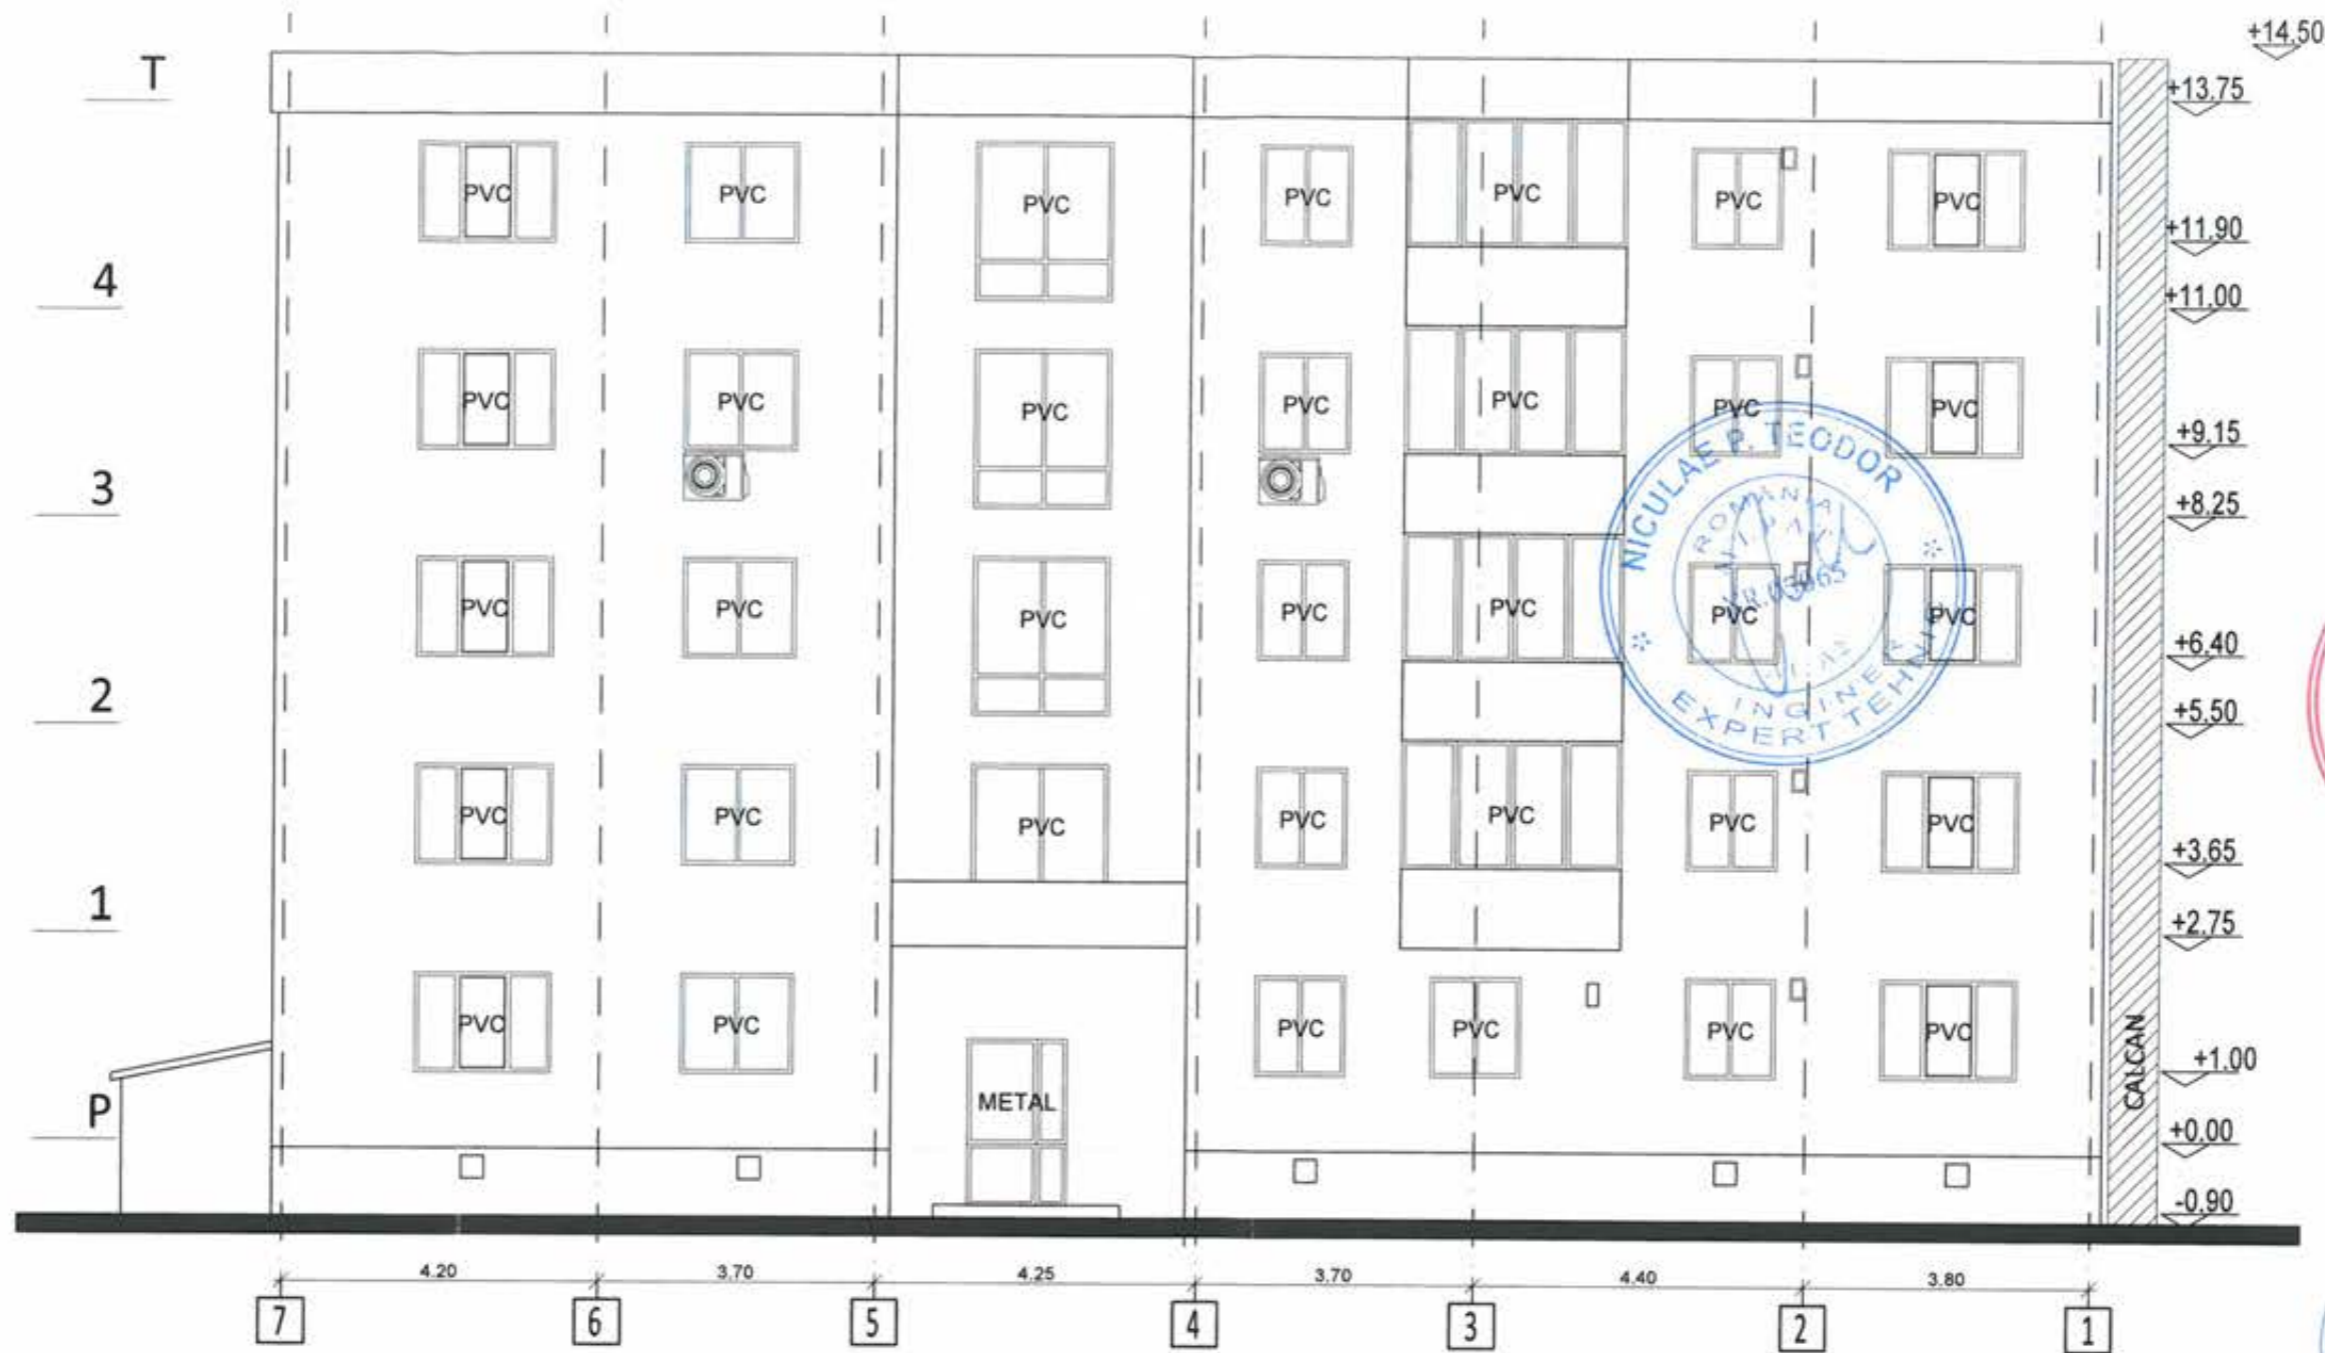 T
+14.50
+13.75
PVC PVC PVC PVC PVC PVC PVC
+11.90
4
+11.00
PVC PVC PVC PVC PVC PVC PVC
+9.15
3
+8.25
NICULAE P. TEODOR
ROMÂNIA
INGINER
EXPERT TEHNIC
PVC PVC PVC PVC PVC PVC PVC
+6.40
2
+5.50
PVC PVC PVC PVC PVC PVC PVC
+3.65
1
+2.75
PVC PVC PVC PVC PVC PVC
CALCAN
+1.00
METAL
P
+0.00
-0.90
4.20 3.70 4.25 3.70 4.40 3.80
7 6 5 4 3 2 1